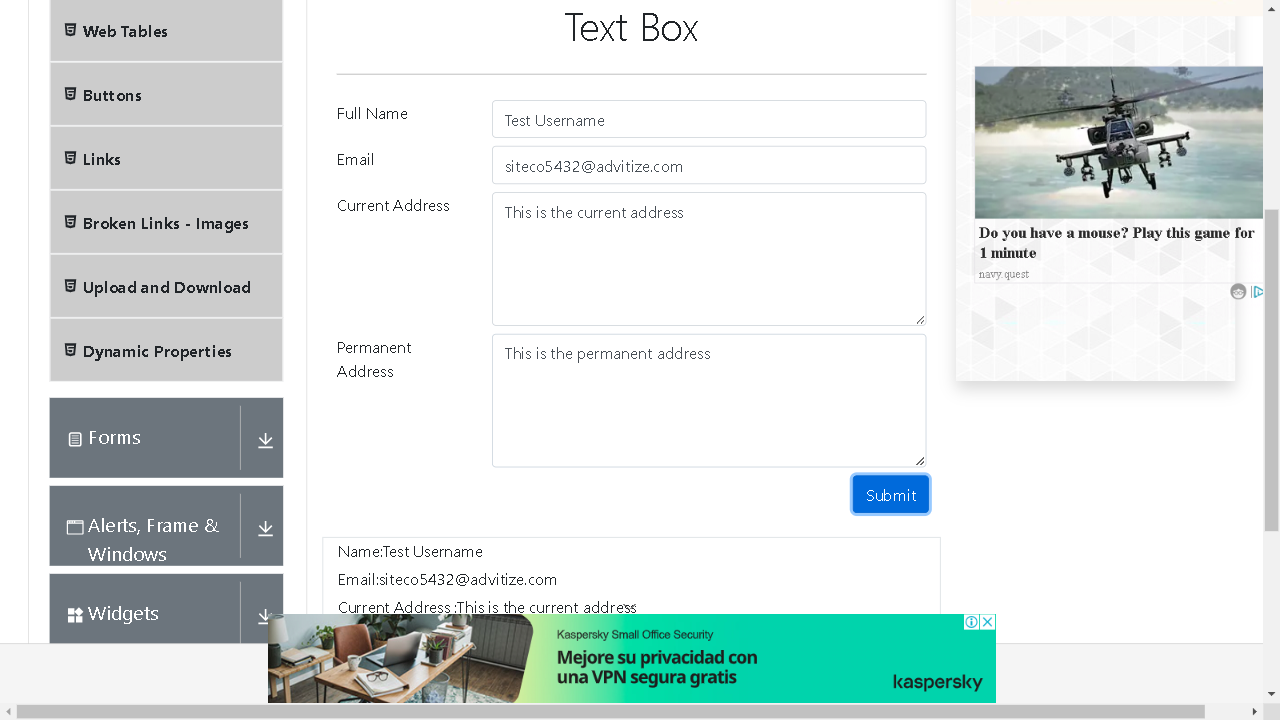 Web Tables
Buttons
Links
Broken Links - Images
Upload and Download
Dynamic Properties
Forms
Alerts, Frame &
Windows
Widgets
Text Box
Full Name
Test Username
Email
siteco5432@advitize.com
Current Address
This is the current address
Permanent
Address
This is the permanent address
Submit
Name:Test Username
Email:siteco5432@advitize.com
Current Address :This is the current address
Do you have a mouse? Play this game for
1 minute
navy.quest
Kaspersky Small Office Security
Mejore su privacidad con
una VPN segura gratis
kaspersky